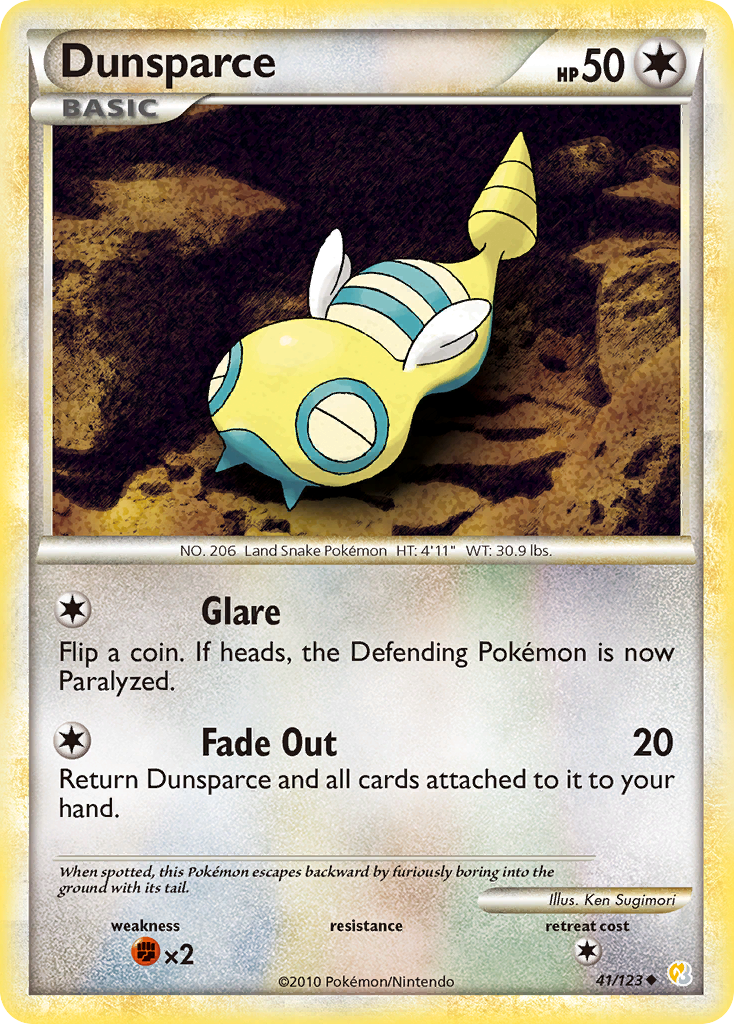 Dunsparce
HP 50
BASIC
NO. 206 Land Snake Pokémon HT: 4'11" WT: 30.9 lbs.
Glare
Flip a coin. If heads, the Defending Pokémon is now
Paralyzed.
Fade Out 20
Return Dunsparce and all cards attached to it to your
hand.
When spotted, this Pokémon escapes backward by furiously boring into the
ground with its tail.
Illus. Ken Sugimori
weakness resistance retreat cost
×2
©2010 Pokémon/Nintendo 41/123